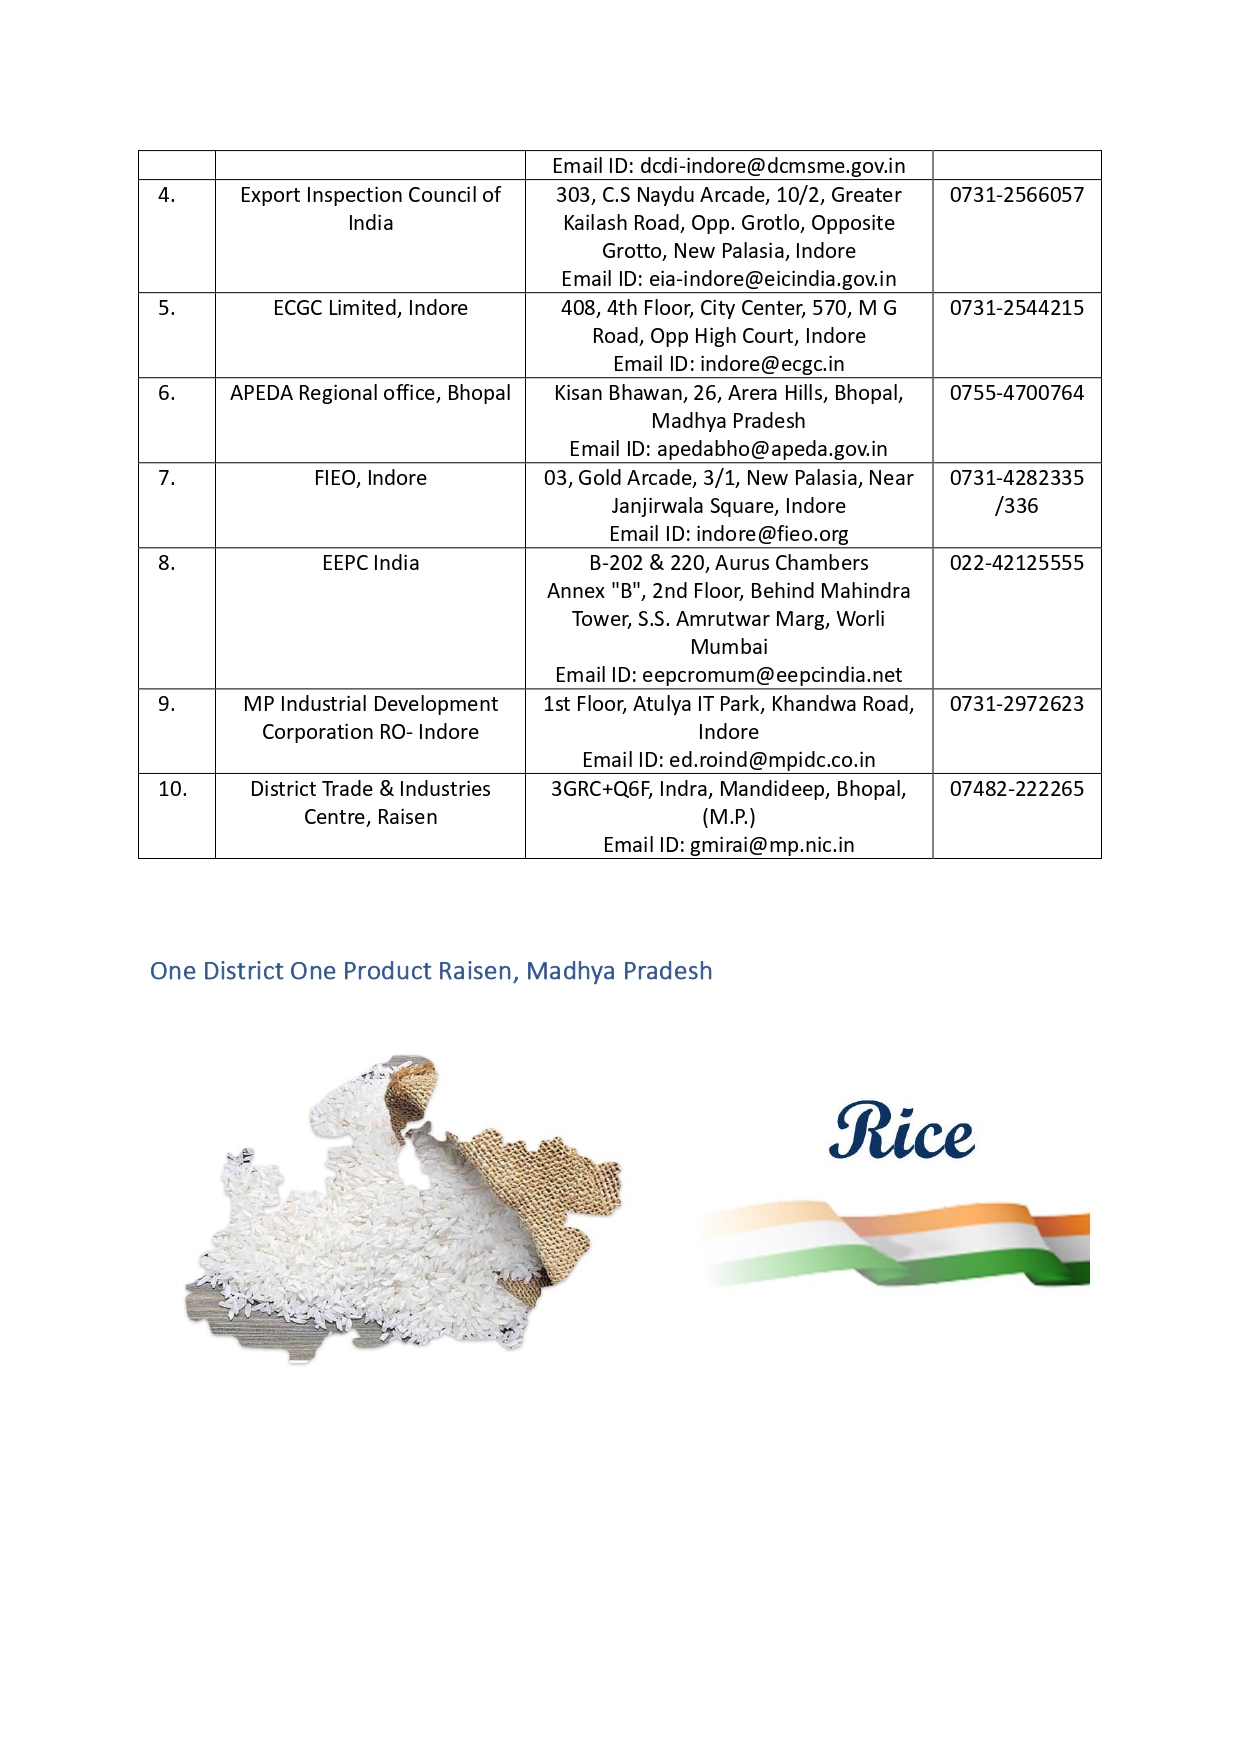 Email ID: dcdi-indore@dcmsme.gov.in
4. Export Inspection Council of 303, C.S Naydu Arcade, 10/2, Greater 0731-2566057
India Kailash Road, Opp. Grotlo, Opposite
Grotto, New Palasia, Indore
Email ID: eia-indore@eicindia.gov.in
5. ECGC Limited, Indore 408, 4th Floor, City Center, 570, M G 0731-2544215
Road, Opp High Court, Indore
Email ID: indore@ecgc.in
6. APEDA Regional office, Bhopal Kisan Bhawan, 26, Arera Hills, Bhopal, 0755-4700764
Madhya Pradesh
Email ID: apedabho@apeda.gov.in
7. FIEO, Indore 03, Gold Arcade, 3/1, New Palasia, Near 0731-4282335
Janjirwala Square, Indore /336
Email ID: indore@fieo.org
8. EEPC India B-202 & 220, Aurus Chambers 022-42125555
Annex "B", 2nd Floor, Behind Mahindra
Tower, S.S. Amrutwar Marg, Worli
Mumbai
Email ID: eepcromum@eepcindia.net
9. MP Industrial Development 1st Floor, Atulya IT Park, Khandwa Road, 0731-2972623
Corporation RO- Indore Indore
Email ID: ed.roind@mpidc.co.in
10. District Trade & Industries 3GRC+Q6F, Indra, Mandideep, Bhopal, 07482-222265
Centre, Raisen (M.P.)
Email ID: gmirai@mp.nic.in
One District One Product Raisen, Madhya Pradesh
Rice